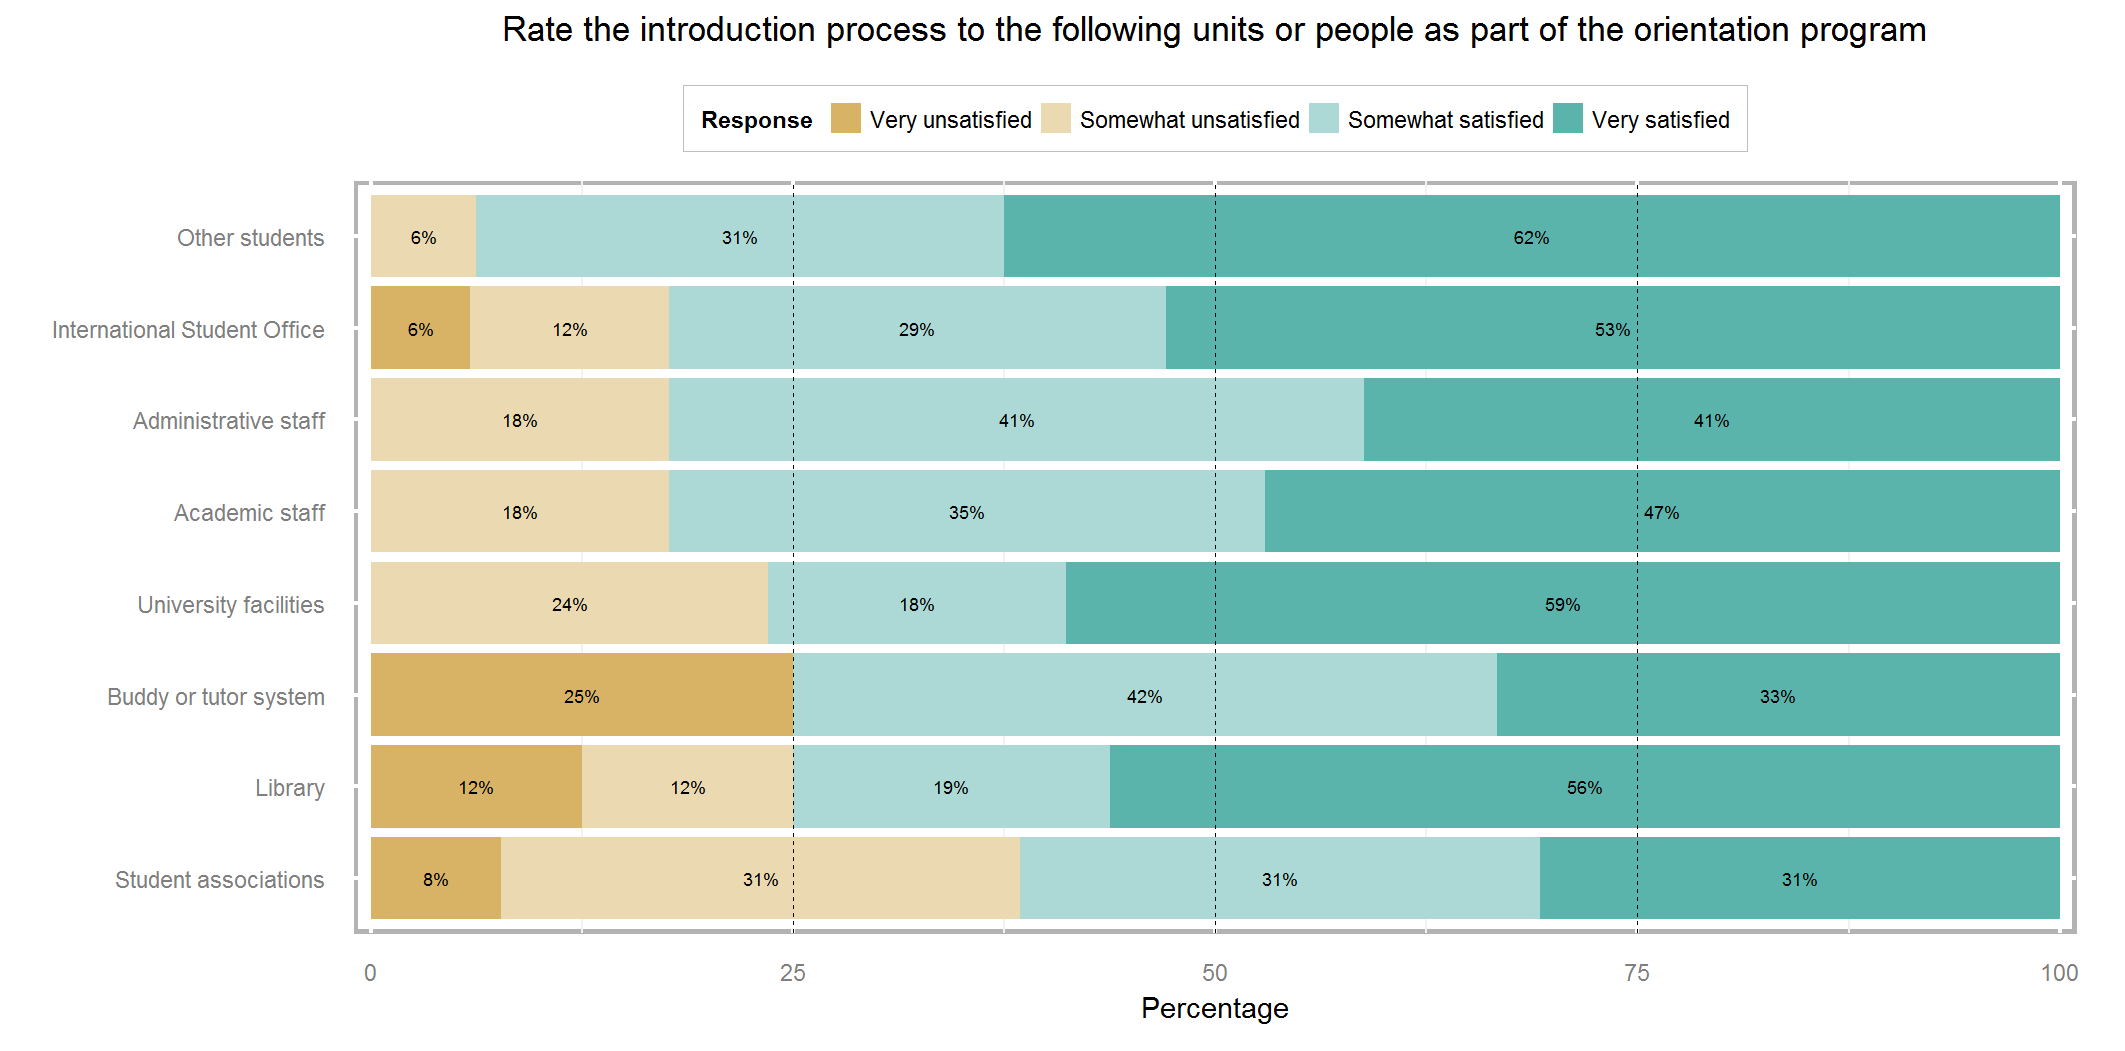 Rate the introduction process to the following units or people as part of the orientation program
Response Very unsatisfied Somewhat unsatisfied Somewhat satisfied Very satisfied
Other students 6% 31% 62%
International Student Office 6% 12% 29% 53%
Administrative staff 18% 41% 41%
Academic staff 18% 35% 47%
University facilities 24% 18% 59%
Buddy or tutor system 25% 42% 33%
Library 12% 12% 19% 56%
Student associations 8% 31% 31% 31%
0 25 50 75 100
Percentage